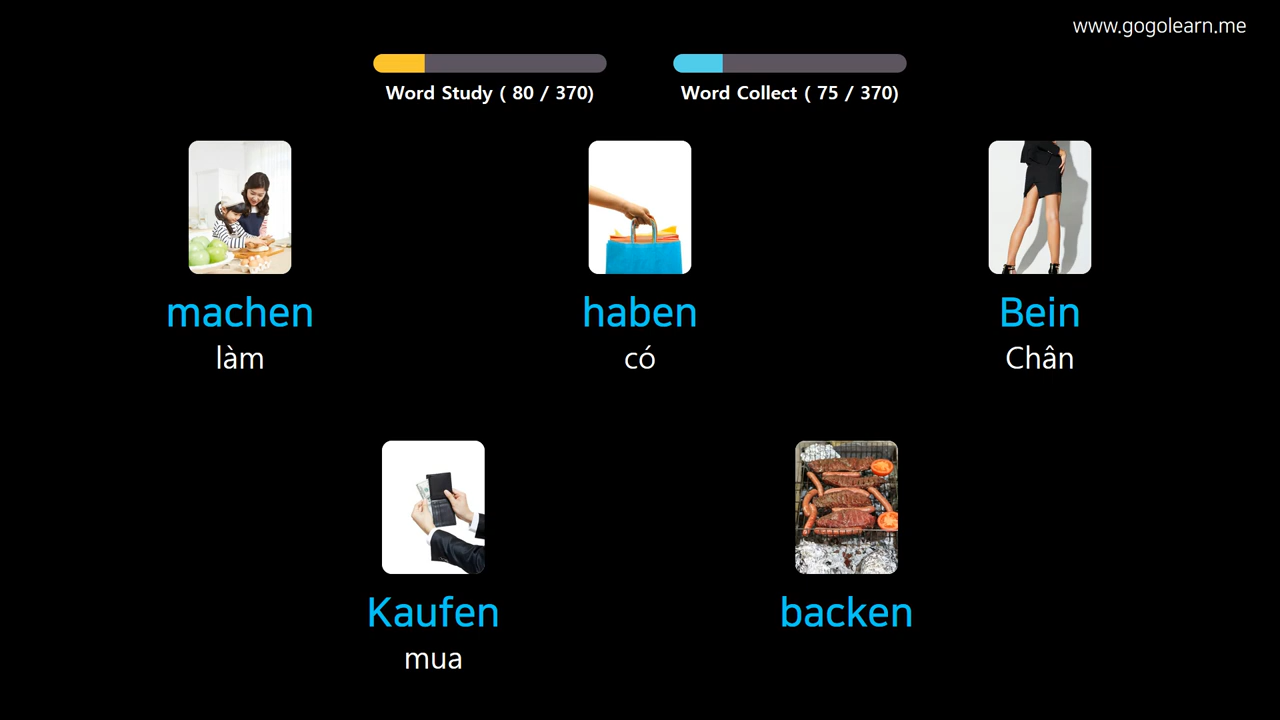 www.gogolearn.me
Word Study ( 80 / 370)
Word Collect ( 75 / 370)
machen
làm
haben
có
Bein
Chân
Kaufen
mua
backen